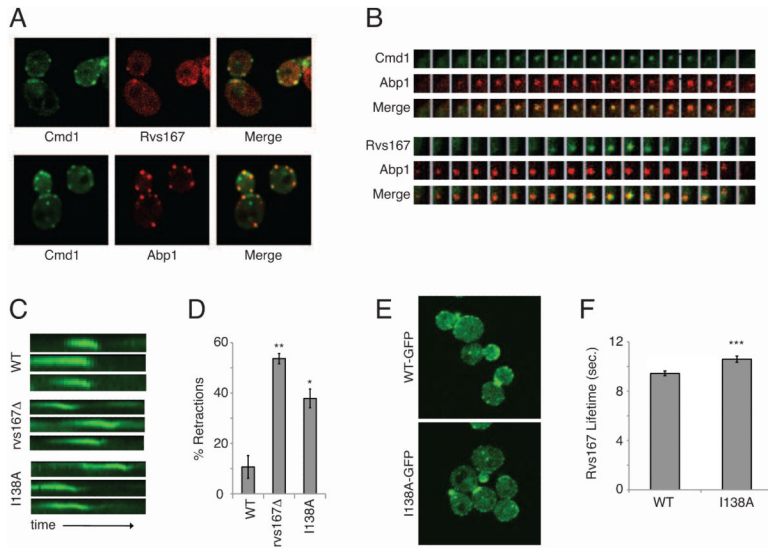 A
Cmd1 Rvs167 Merge
Cmd1 Abp1 Merge
B
Cmd1
Abp1
Merge
Rvs167
Abp1
Merge
C
WT
rvs167Δ
I138A
time
D
% Retractions
60
40
20
0
**
*
WT
rvs167Δ
I138A
E
WT-GFP
I138A-GFP
F
Rvs167 Lifetime (sec.)
12
8
4
0
***
WT I138A